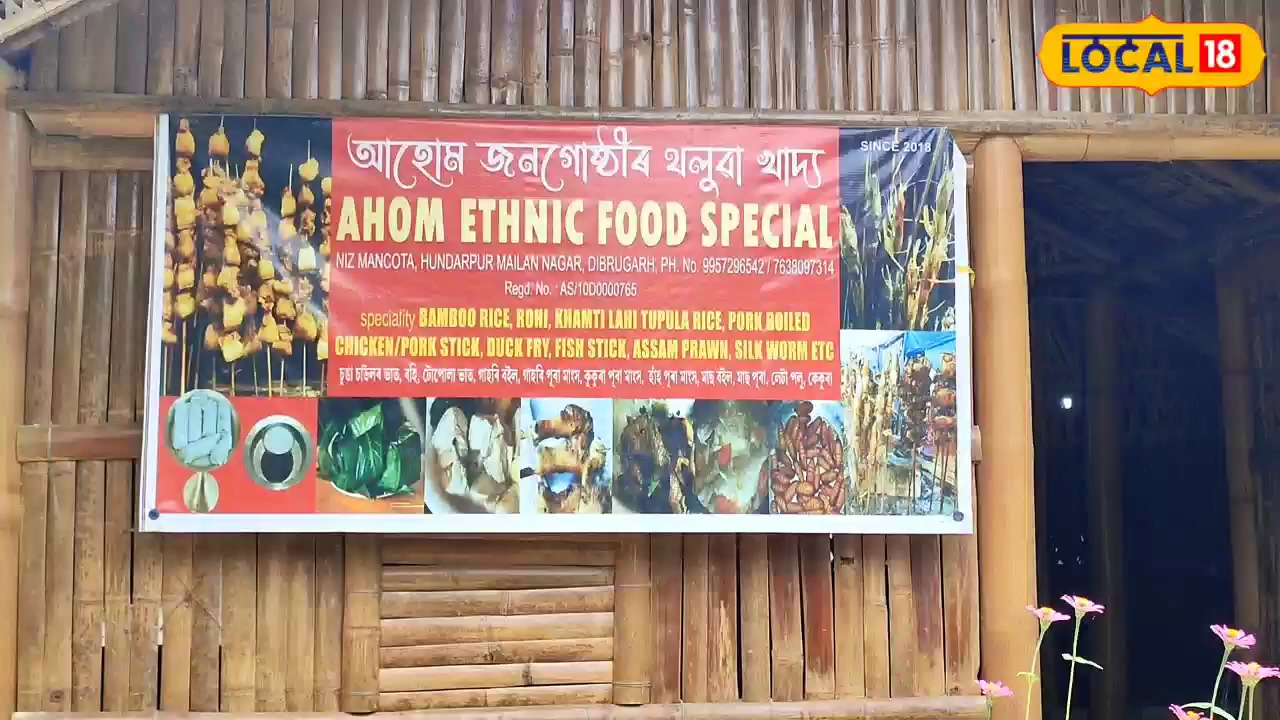 LOCAL 18
SINCE 2018
আহোম জনগোষ্ঠীৰ থলুৱা খাদ্য
AHOM ETHNIC FOOD SPECIAL
NIZ MANCOTA, HUNDARPUR MAILAN NAGAR, DIBRUGARH, PH. No. 9957296542 / 7638097314
Regd. No. : AS/10D0000765
speciality BAMBOO RICE, ROHI, KHAMTI LAHI TUPULA RICE, PORK BOILED
CHICKEN/PORK STICK, DUCK FRY, FISH STICK, ASSAM PRAWN, SILK WORM ETC
চুঙা চাউলৰ ভাত, ৰহি, টোপোলা ভাত, গাহৰি বইল, গাহৰি পূৰা মাংস, কুকুৰা পূৰা মাংস, হাঁহ পূৰা মাংস, মাছ বইল, মাছ পূৰা, লেটা পলু, কেকুৰা